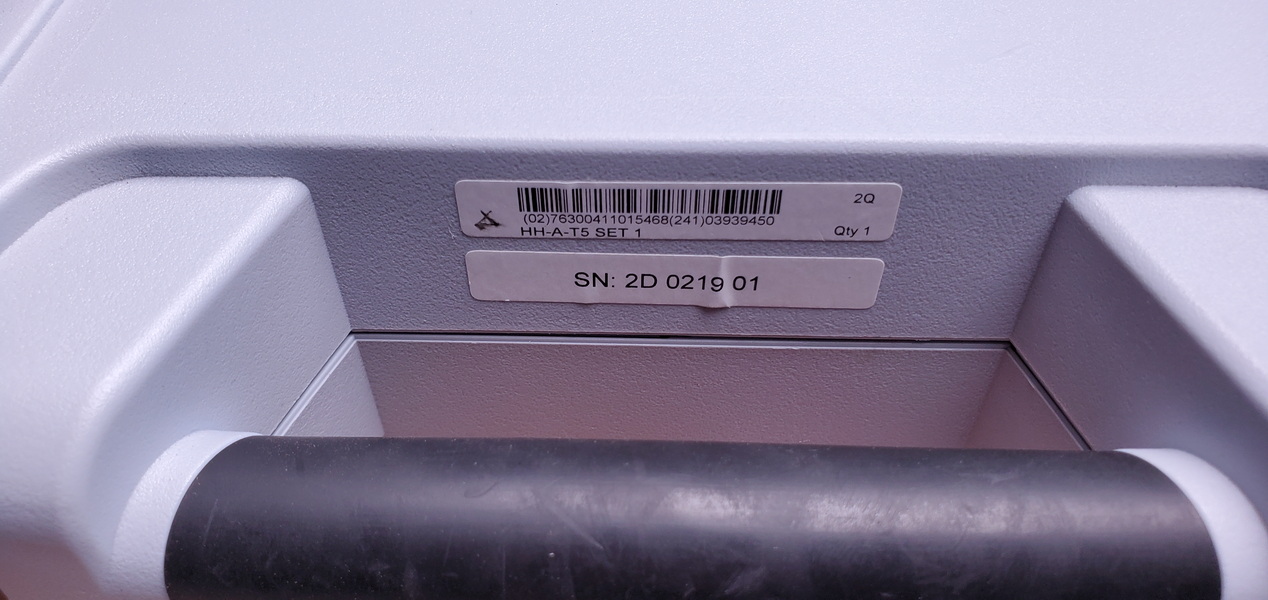 2Q
(02)76300411015468(241)03939450
HH-A-T5 SET 1
Qty 1
SN: 2D 0219 01